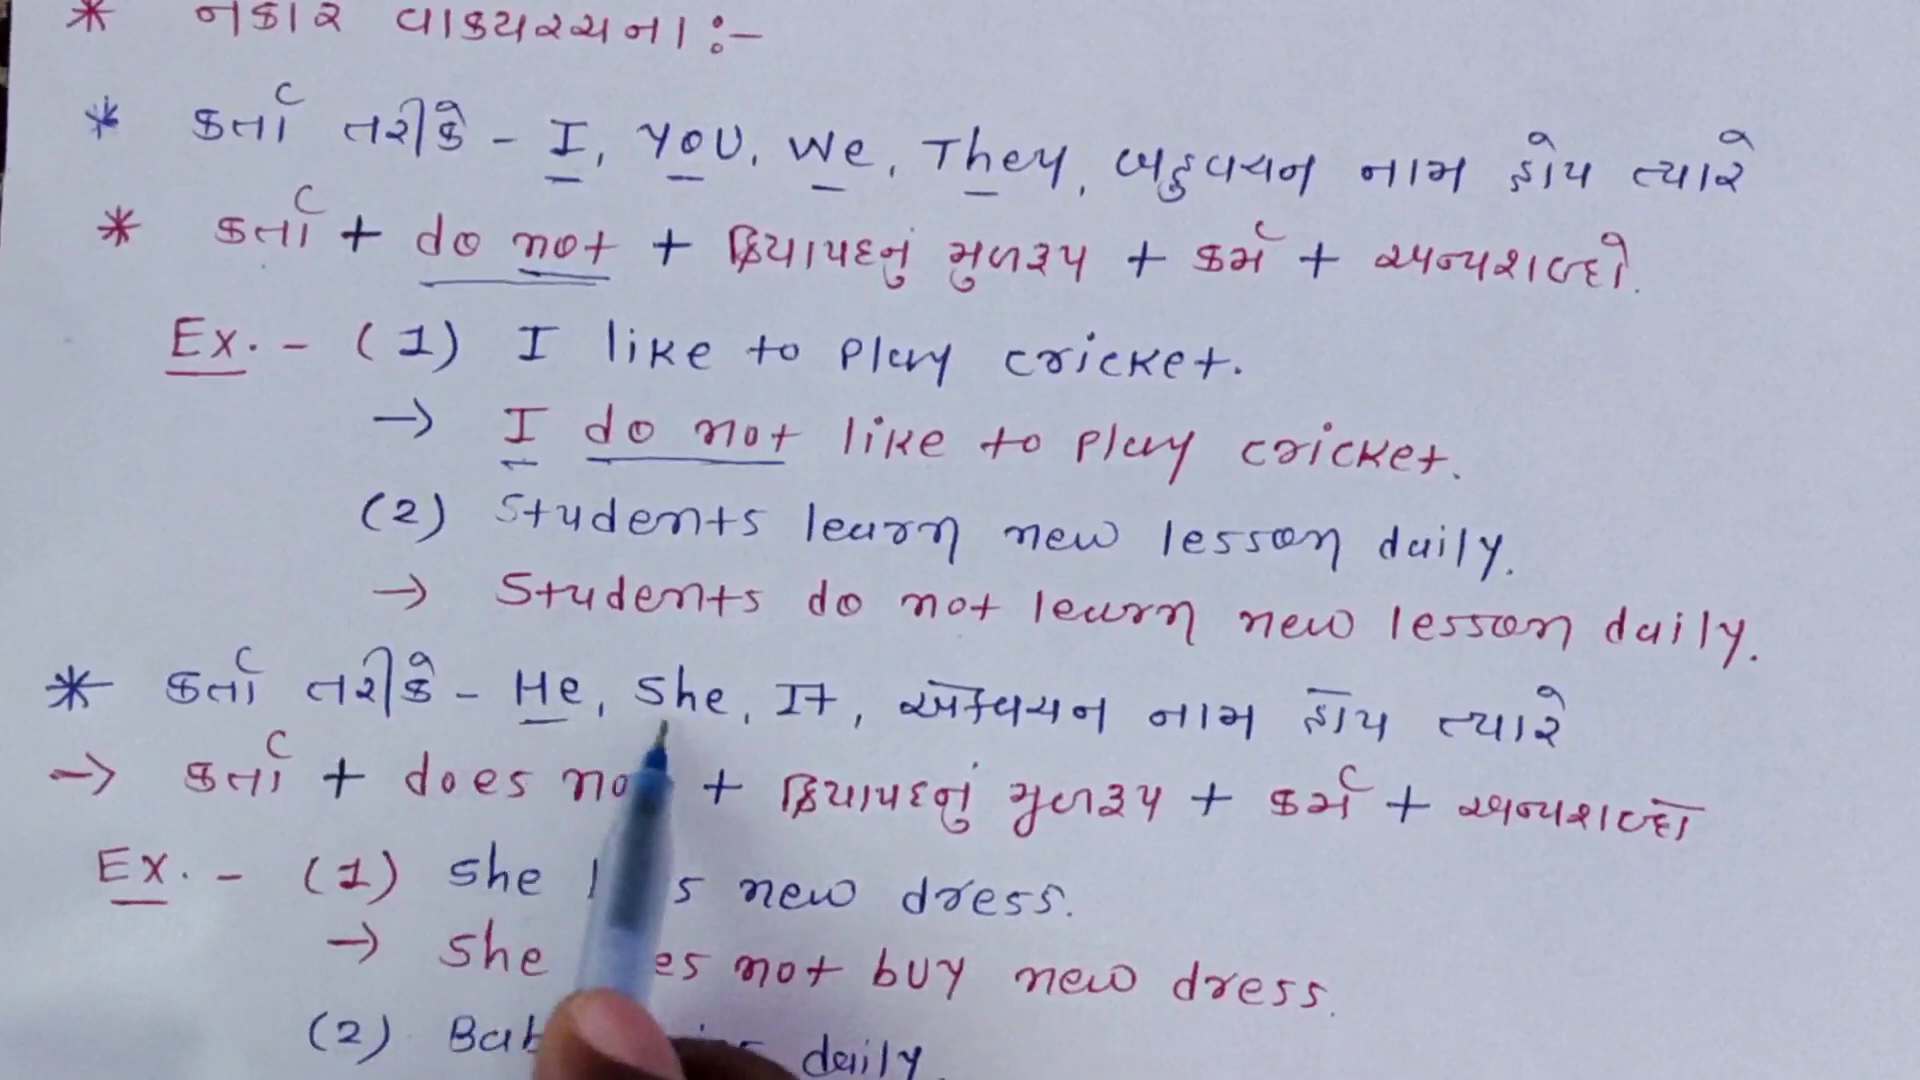 * નકાર વાક્યરચના :-
* કર્તા તરીકે - I, You, We, They, બહુવચન નામ હોય ત્યારે
* કર્તા + do not + ક્રિયાપદનું મુળરૂપ + કર્મ + અન્યશબ્દો.
Ex. - (1) I like to play cricket.
→ I do not like to play cricket.
(2) Students learn new lesson daily.
→ Students do not learn new lesson daily.
* કર્તા તરીકે - He, She, It, એકવચન નામ હોય ત્યારે
→ કર્તા + does + ક્રિયાપદનું મુળરૂપ + કર્મ + અન્યશબ્દો
Ex. - (1) She new dress.
→ She not buy new dress.
(2) daily